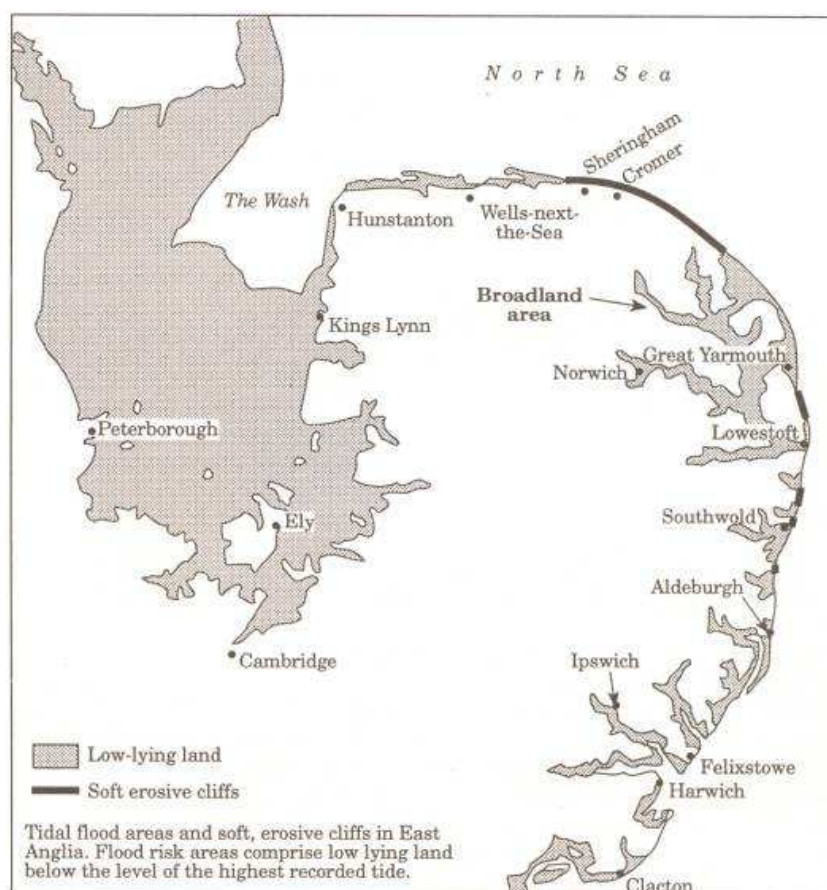 North Sea
Sheringham
Cromer
The Wash
Hunstanton
Wells-next-
the-Sea
Broadland
area
Kings Lynn
Great Yarmouth
Norwich
Peterborough
Lowestoft
Ely
Southwold
Aldeburgh
Cambridge
Ipswich
Low-lying land
Felixstowe
Soft erosive cliffs
Harwich
Tidal flood areas and soft, erosive cliffs in East
Anglia. Flood risk areas comprise low lying land
below the level of the highest recorded tide.
Clacton